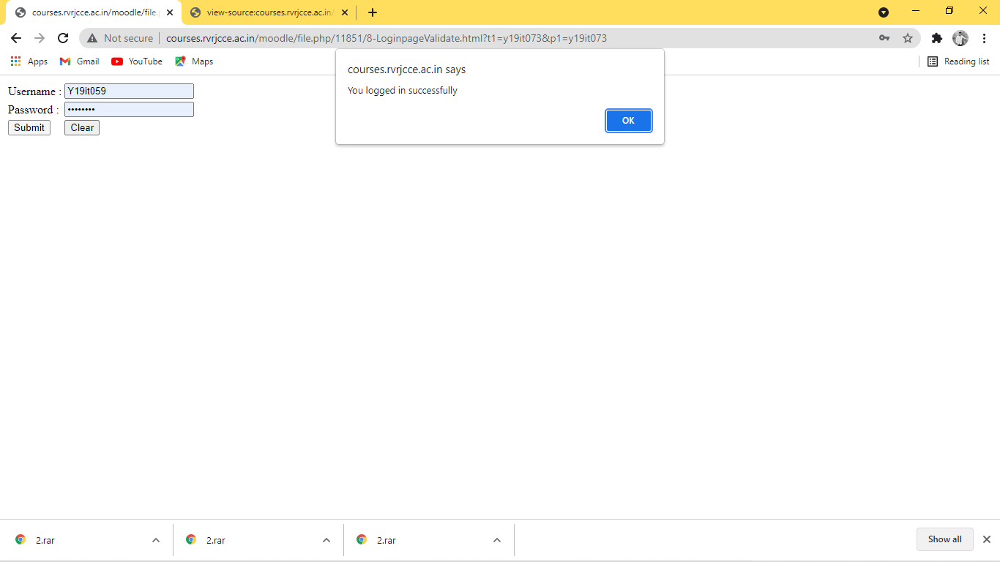 courses.rvrjcce.ac.in/moodle/file.p
view-source:courses.rvrjcce.ac.in/
Not secure
courses.rvrjcce.ac.in/moodle/file.php/11851/8-LoginpageValidate.html?t1=y19it073&p1=y19it073
Apps Gmail YouTube Maps Reading list
courses.rvrjcce.ac.in says
You logged in successfully
OK
Username : Y19it059
Password : ••••••••
Submit Clear
2.rar 2.rar 2.rar Show all